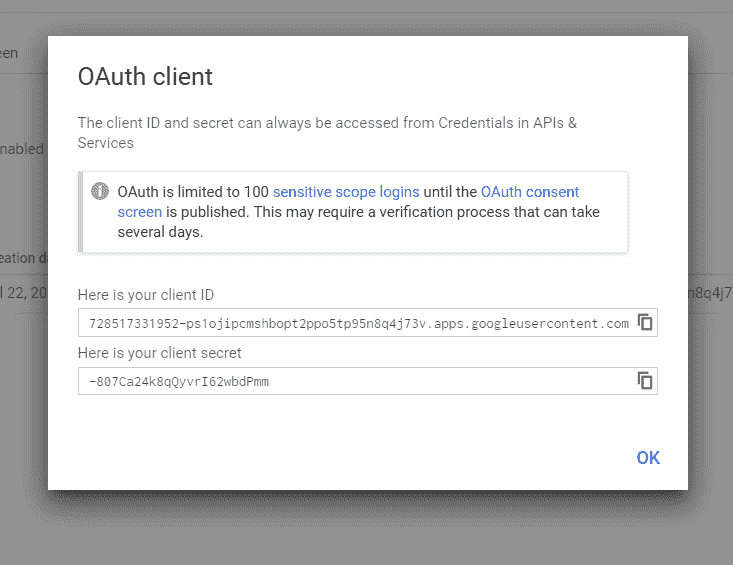 een
OAuth client
The client ID and secret can always be accessed from Credentials in APIs &
Services
nabled
OAuth is limited to 100 sensitive scope logins until the OAuth consent
screen is published. This may require a verification process that can take
several days.
eation da
l 22, 20
n8q4j7
Here is your client ID
728517331952-ps1ojipcmshbopt2ppo5tp95n8q4j73v.apps.googleusercontent.com
Here is your client secret
-807Ca24k8qQyvrI62wbdPmm
OK